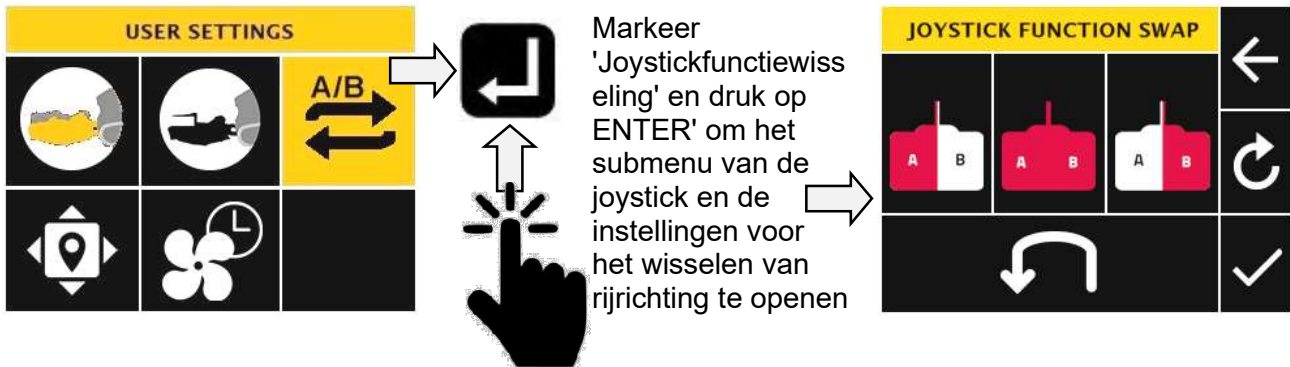 USER SETTINGS
A/B
Markeer
'Joystickfunctiewiss
eling' en druk op
ENTER' om het
submenu van de
joystick en de
instellingen voor
het wisselen van
rijrichting te openen
JOYSTICK FUNCTION SWAP
A B
A B
A B